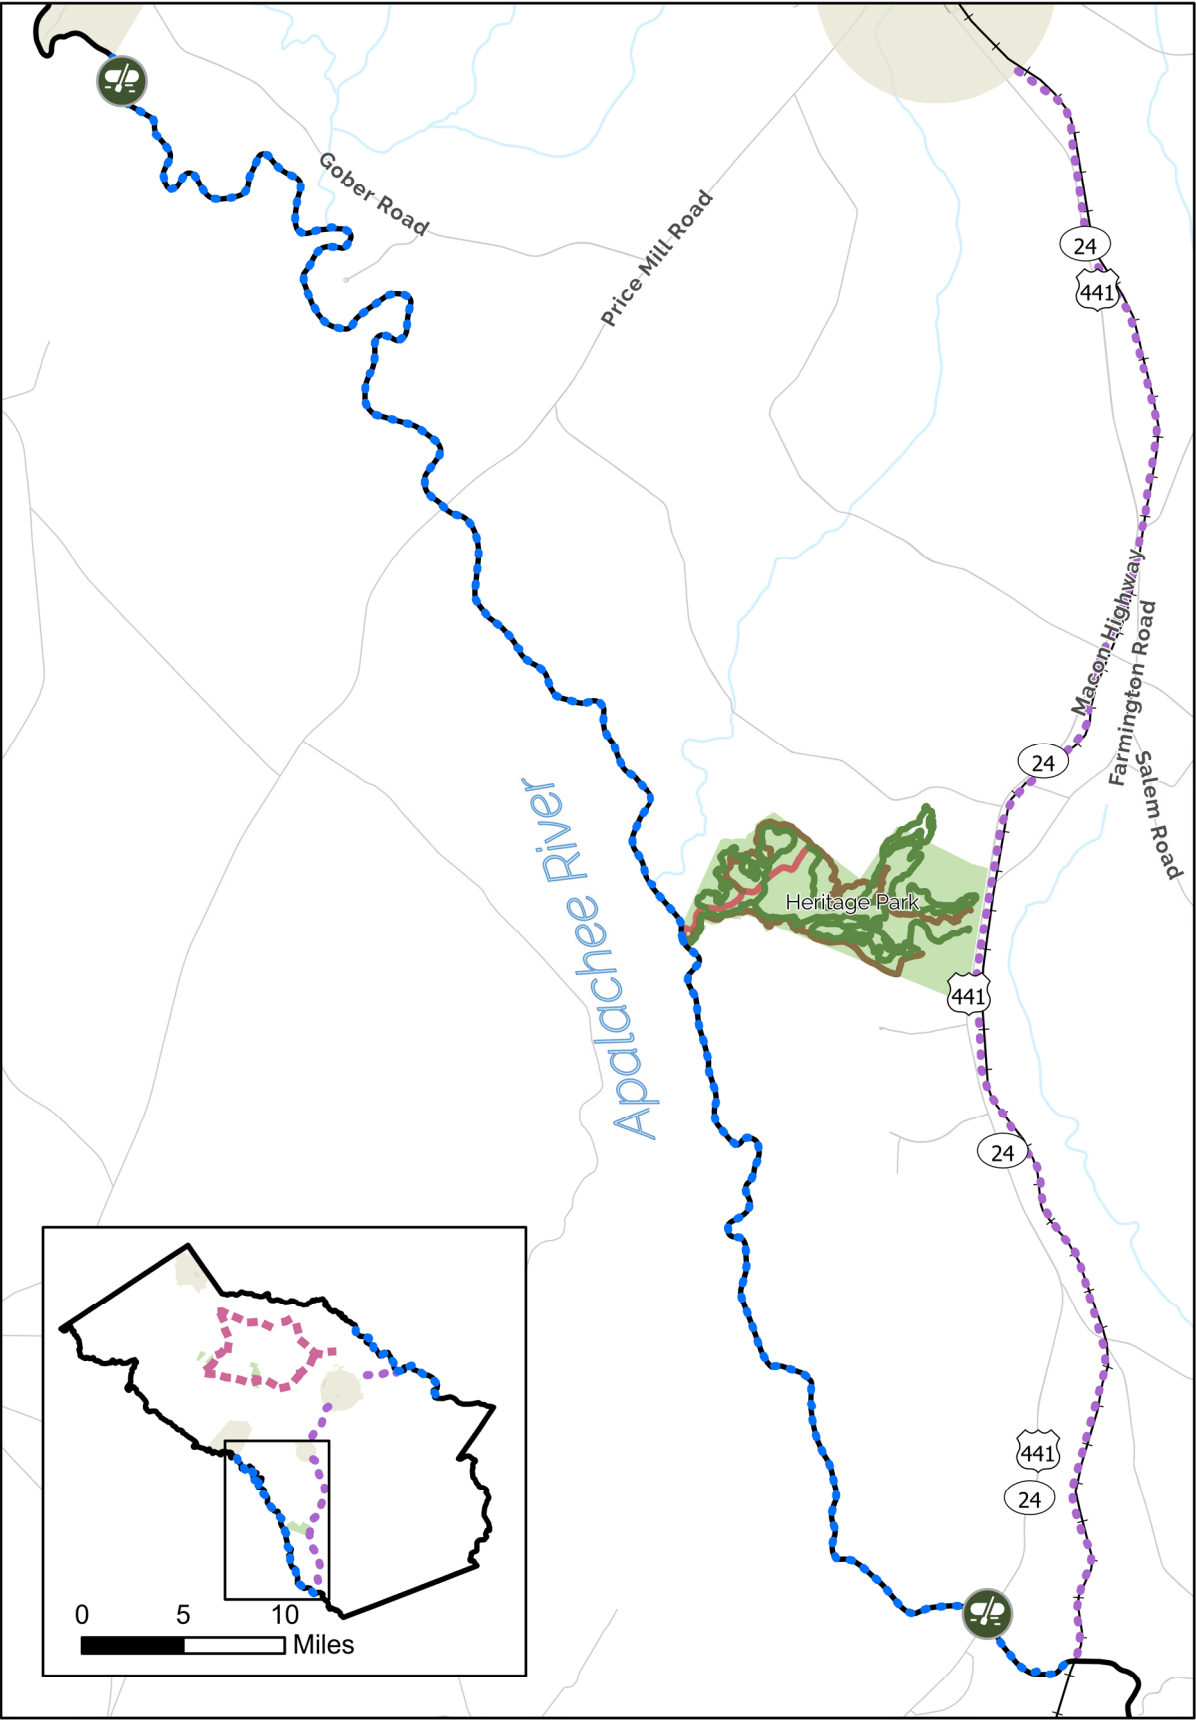 Gober Road
Price Mill Road
24
441
Macon Highway
Farmington Road
24
Salem Road
Apalachee River
Heritage Park
441
24
441
24
0 5 10
Miles